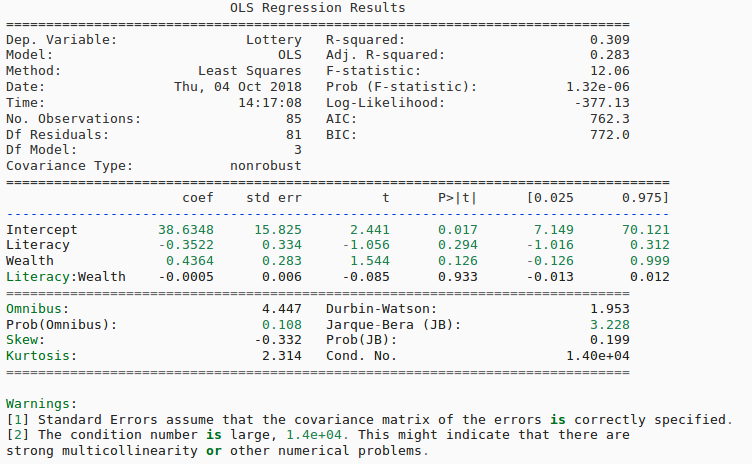 OLS Regression Results
==============================================================================
Dep. Variable:                Lottery   R-squared:                       0.309
Model:                            OLS   Adj. R-squared:                  0.283
Method:                 Least Squares   F-statistic:                     12.06
Date:                Thu, 04 Oct 2018   Prob (F-statistic):           1.32e-06
Time:                        14:17:08   Log-Likelihood:                -377.13
No. Observations:                  85   AIC:                             762.3
Df Residuals:                      81   BIC:                             772.0
Df Model:                           3
Covariance Type:            nonrobust
===================================================================================
                      coef    std err          t      P>|t|      [0.025      0.975]
-----------------------------------------------------------------------------------
Intercept          38.6348     15.825      2.441      0.017       7.149      70.121
Literacy           -0.3522      0.334     -1.056      0.294      -1.016       0.312
Wealth              0.4364      0.283      1.544      0.126      -0.126       0.999
Literacy:Wealth    -0.0005      0.006     -0.085      0.933      -0.013       0.012
==============================================================================
Omnibus:                        4.447   Durbin-Watson:                   1.953
Prob(Omnibus):                  0.108   Jarque-Bera (JB):                3.228
Skew:                          -0.332   Prob(JB):                        0.199
Kurtosis:                       2.314   Cond. No.                     1.40e+04
==============================================================================
Warnings:
[1] Standard Errors assume that the covariance matrix of the errors is correctly specified.
[2] The condition number is large, 1.4e+04. This might indicate that there are
strong multicollinearity or other numerical problems.